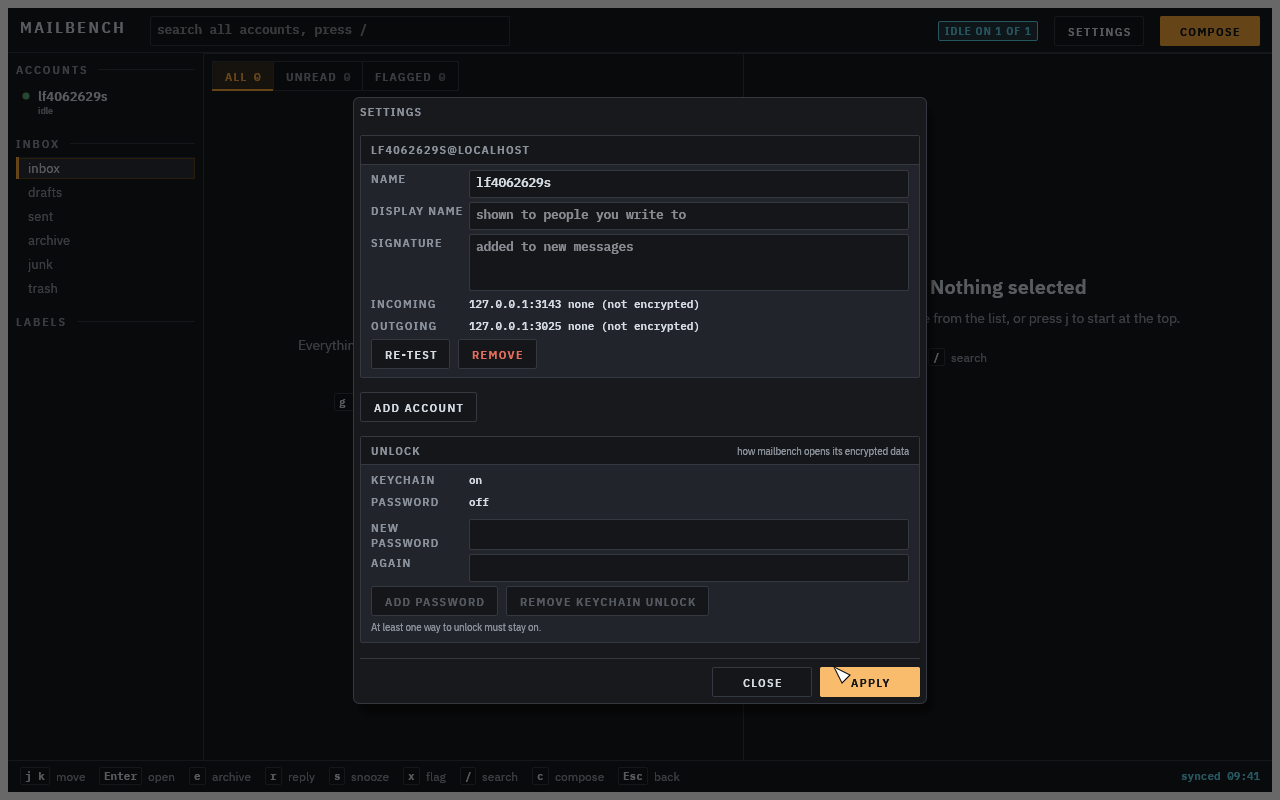 MAILBENCH
search all accounts, press /
IDLE ON 1 OF 1
SETTINGS
COMPOSE
ACCOUNTS
lf4062629s
idle
INBOX
inbox
drafts
sent
archive
junk
trash
LABELS
ALL 0
UNREAD 0
FLAGGED 0
Everythin
g
SETTINGS
LF4062629S@LOCALHOST
NAME
lf4062629s
DISPLAY NAME
shown to people you write to
SIGNATURE
added to new messages
INCOMING
127.0.0.1:3143 none (not encrypted)
OUTGOING
127.0.0.1:3025 none (not encrypted)
RE-TEST
REMOVE
ADD ACCOUNT
UNLOCK
how mailbench opens its encrypted data
KEYCHAIN
on
PASSWORD
off
NEW
PASSWORD
AGAIN
ADD PASSWORD
REMOVE KEYCHAIN UNLOCK
At least one way to unlock must stay on.
CLOSE
APPLY
Nothing selected
e from the list, or press j to start at the top.
/ search
j k move
Enter open
e archive
r reply
s snooze
x flag
/ search
c compose
Esc back
synced 09:41